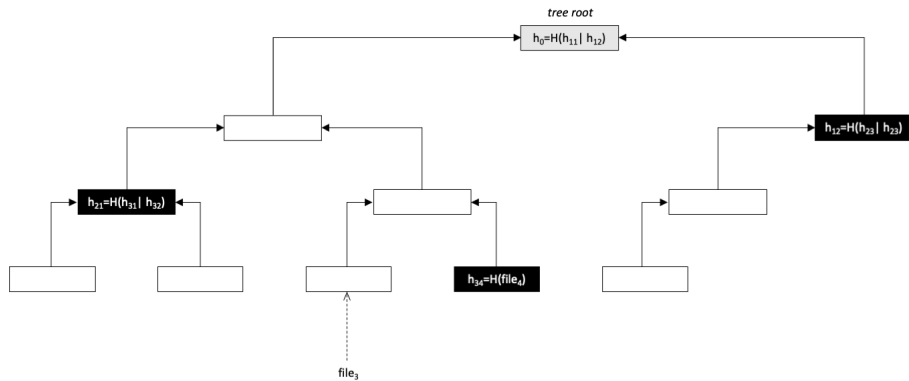 tree root
h₀=H(h₁₁| h₁₂)
h₁₂=H(h₂₃| h₂₃)
h₂₁=H(h₃₁| h₃₂)
h₃₄=H(file₄)
file₃